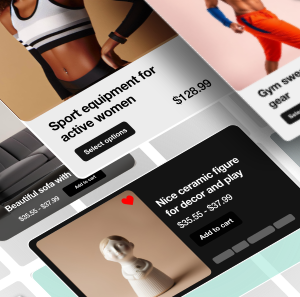 Sport equipment for
active women
$128.99
Select options
Gym
gear
Beautiful sofa with
$35.55 - $37.99
Add to cart
Nice ceramic figure
for decor and play
$35.55 - $37.99
Add to cart